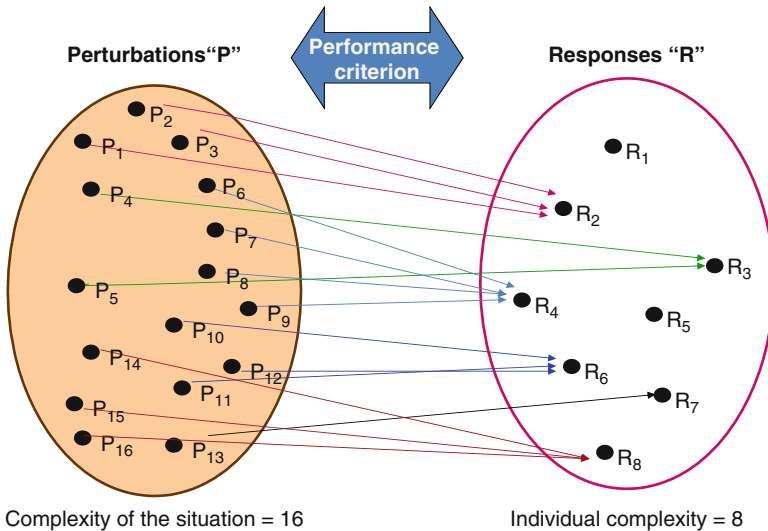 Perturbations“P”
Performance
criterion
Responses “R”
P2
P1
P3
P4
P6
P7
P5
P8
P9
P10
P14
P12
P11
P15
P16
P13
R1
R2
R3
R4
R5
R6
R7
R8
Complexity of the situation = 16
Individual complexity = 8